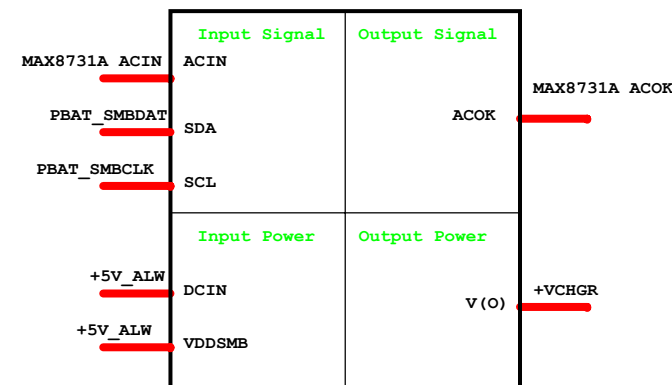 Input Signal Output Signal
MAX8731A ACIN ACIN
MAX8731A ACOK
PBAT_SMBDAT ACOK
SDA
PBAT_SMBCLK
SCL
Input Power Output Power
+5V_ALW
DCIN +VCHGR
V(O)
+5V_ALW
VDDSMB